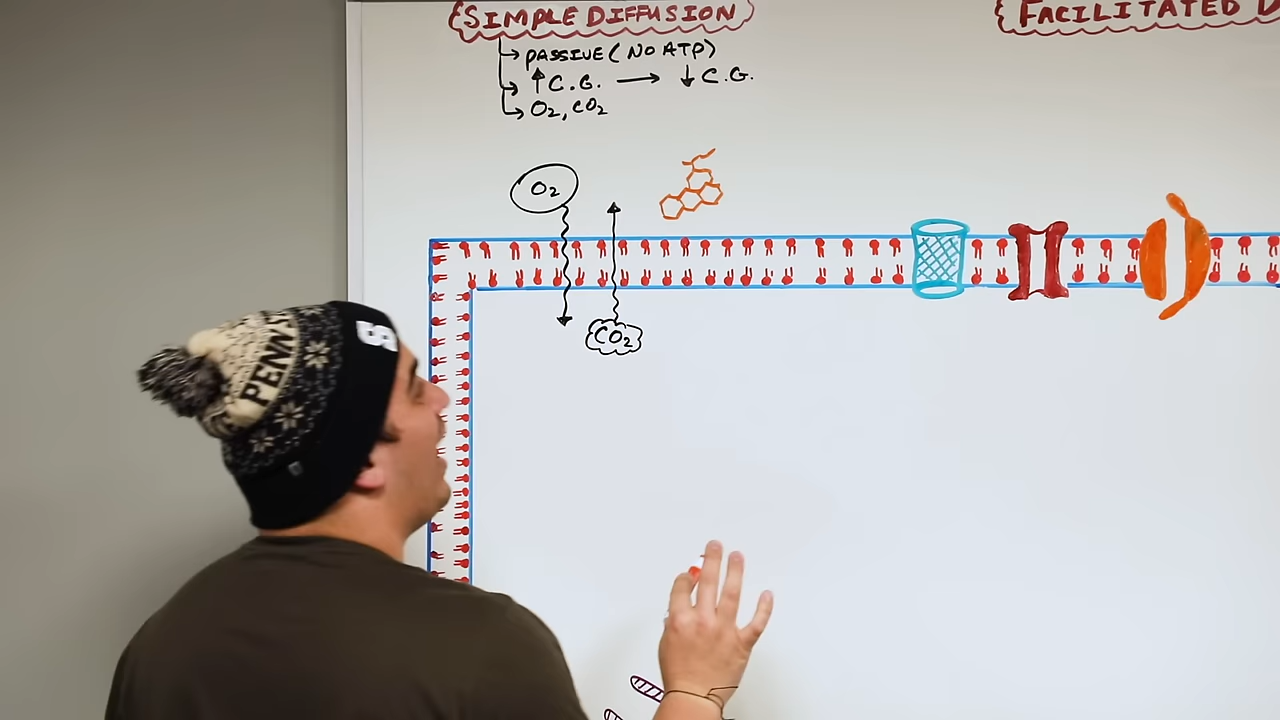 SIMPLE DIFFUSION
FACILITATED D
→ PASSIVE (NO ATP)
→ ↑ C.G. → ↓ C.G.
→ O2, CO2
O2
CO2
PENN S
S